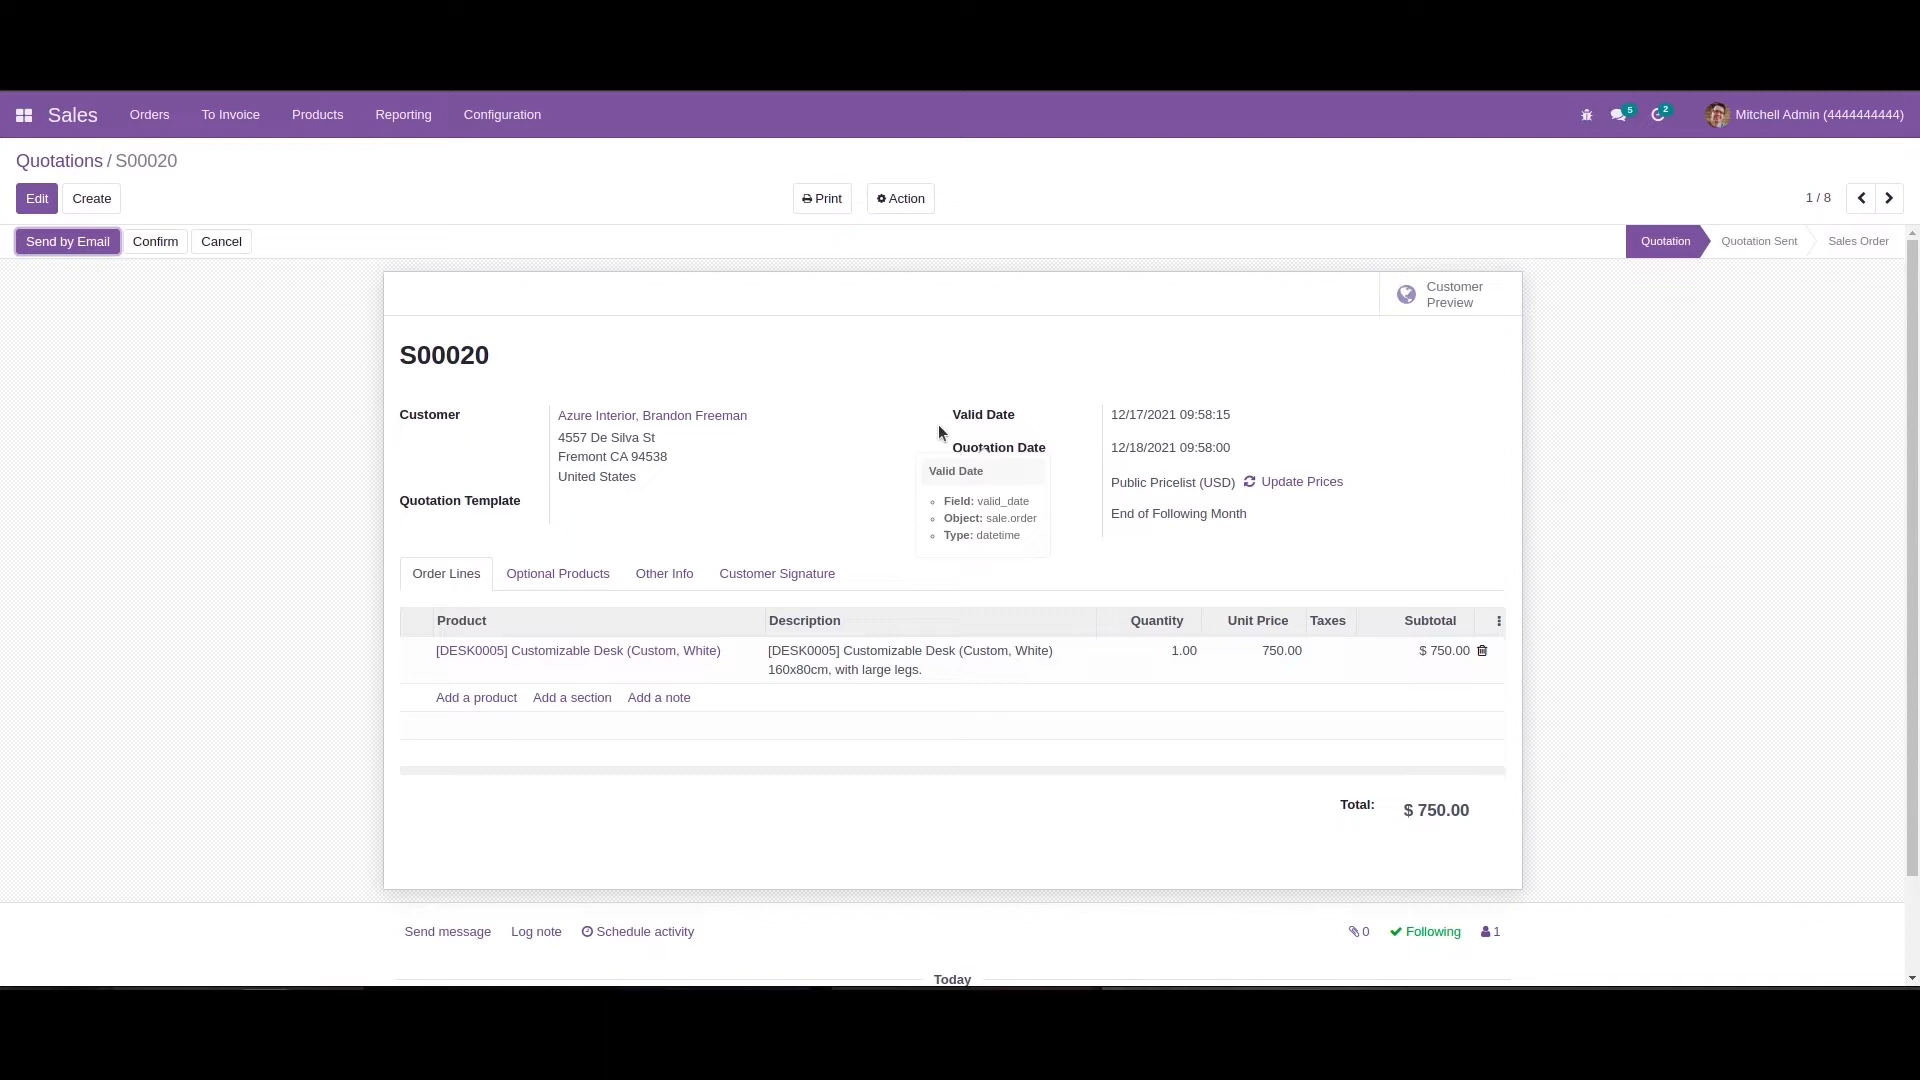 Sales Orders To Invoice Products Reporting Configuration 5 2 Mitchell Admin (4444444444)
Quotations / S00020
Edit Create Print Action 1 / 8
Send by Email Confirm Cancel Quotation Quotation Sent Sales Order
Customer
Preview
S00020
Customer Azure Interior, Brandon Freeman Valid Date 12/17/2021 09:58:15
4557 De Silva St
Quotation Date 12/18/2021 09:58:00
Fremont CA 94538
United States
Valid Date
Public Pricelist (USD) Update Prices
Quotation Template
Field: valid_date
End of Following Month
Object: sale.order
Type: datetime
Order Lines Optional Products Other Info Customer Signature
Product Description Quantity Unit Price Taxes Subtotal
[DESK0005] Customizable Desk (Custom, White) [DESK0005] Customizable Desk (Custom, White) 1.00 750.00 $ 750.00
160x80cm, with large legs.
Add a product Add a section Add a note
Total: $ 750.00
Send message Log note Schedule activity 0 Following 1
Today